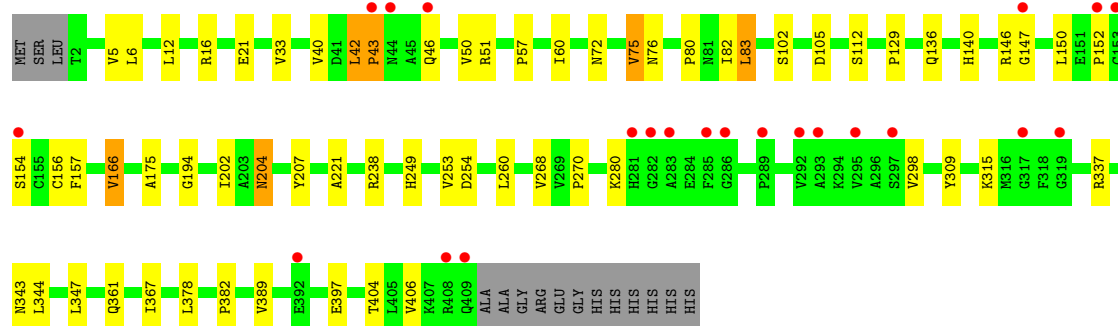 MET SER LEU T2 V5 L6 L12 R16 E21 V33 V40 D41 L42 P43 N44 A45 Q46 V50 R51 P57 I60 N72 V75 N76 P80 N81 I82 L83 S102 D105 S112 P129 Q136 H140 R146 G147 L150 E151 P152 G153
S154 C155 C156 F157 V166 A175 G194 I202 A203 N204 Y207 A221 R238 H249 V253 D254 L260 V268 V269 P270 K280 H281 G282 A283 E284 F285 G286 P289 V292 A293 K294 V295 A296 S297 V298 Y309 K315 M316 G317 F318 G319 R337
N343 L344 L347 Q361 I367 L378 P382 V389 E392 E397 T404 L405 V406 K407 R408 Q409 ALA ALA GLY ARG GLU GLY HIS HIS HIS HIS HIS HIS